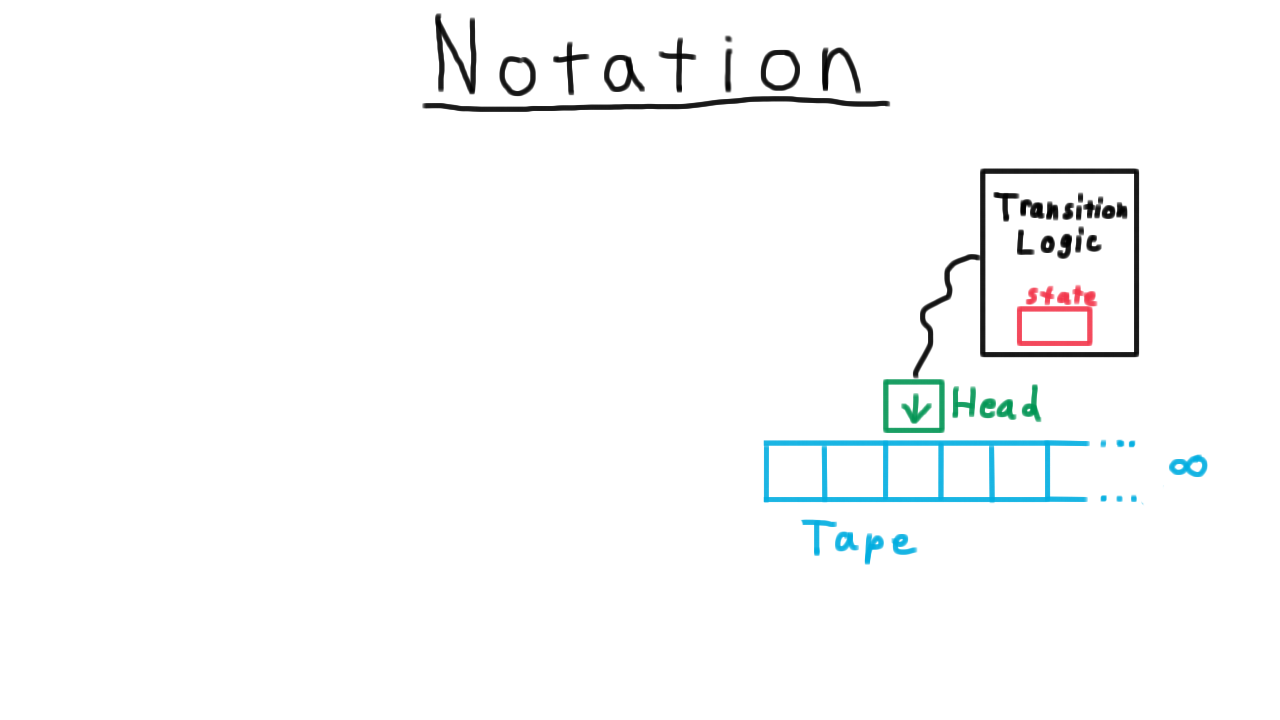 Notation
Transition
Logic
state
↓ Head
∞
Tape